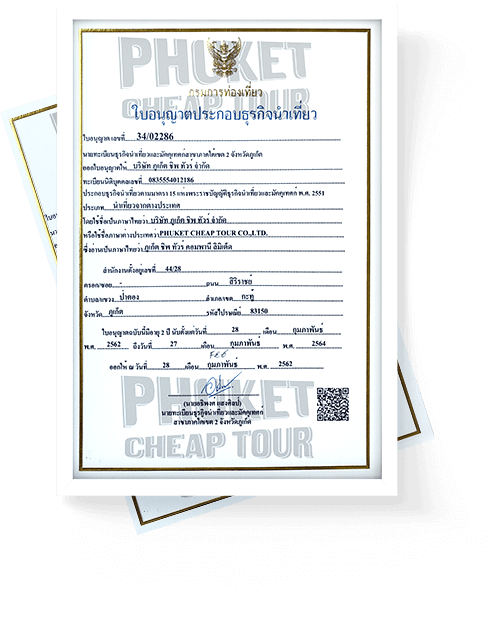 PHUKET
CHEAP TOUR
กรมการท่องเที่ยว
ใบอนุญาตประกอบธุรกิจนำเที่ยว
ใบอนุญาตเลขที่ 34/02286
นายทะเบียนธุรกิจนำเที่ยวและมัคคุเทศก์สาขาภาคใต้เขต 2 จังหวัดภูเก็ต
ออกใบอนุญาตให้ บริษัท ภูเก็ต ชีพ ทัวร์ จำกัด
ทะเบียนนิติบุคคลเลขที่ 0835554012186
ประกอบธุรกิจนำเที่ยวตามมาตรา 15 แห่งพระราชบัญญัติธุรกิจนำเที่ยวและมัคคุเทศก์ พ.ศ. 2551
ประเภท นำเที่ยวจากต่างประเทศ
โดยใช้ชื่อเป็นภาษาไทยว่า บริษัท ภูเก็ต ชีพ ทัวร์ จำกัด
หรือใช้ชื่อภาษาต่างประเทศว่า PHUKET CHEAP TOUR CO.,LTD.
ซึ่งอ่านเป็นภาษาไทยว่า ภูเก็ต ชีพ ทัวร์ คอมพานี ลิมิเต็ด
สำนักงานตั้งอยู่เลขที่ 44/28
ตรอก/ซอย - ถนน สิริราชย์
ตำบล/แขวง ป่าตอง อำเภอ/เขต กะทู้
จังหวัด ภูเก็ต รหัสไปรษณีย์ 83150
ใบอนุญาตฉบับนี้มีอายุ 2 ปี นับตั้งแต่วันที่ 28 เดือน กุมภาพันธ์
พ.ศ. 2562 ถึงวันที่ 27 เดือน กุมภาพันธ์ พ.ศ. 2564
FEB
ออกให้ ณ วันที่ 28 เดือน กุมภาพันธ์ พ.ศ. 2562
นายทะเบียนธุรกิจนำเที่ยวและมัคคุเทศก์
สาขาภาคใต้เขต 2 จังหวัดภูเก็ต
PHUKET
CHEAP TOUR